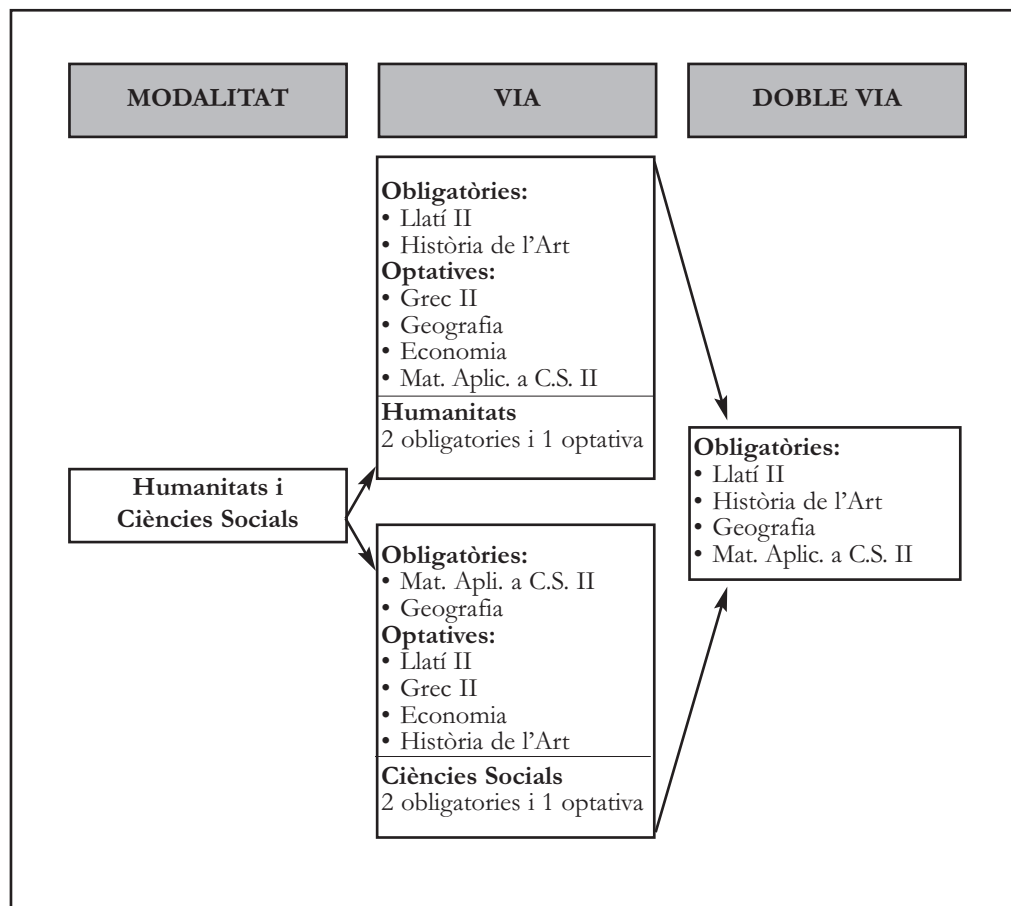 MODALITAT
VIA
DOBLE VIA
Obligatòries:
• Llatí II
• Història de l’Art
Optatives:
• Grec II
• Geografia
• Economia
• Mat. Aplic. a C.S. II
Humanitats
2 obligatories i 1 optativa
Humanitats i
Ciències Socials
Obligatòries:
• Mat. Apli. a C.S. II
• Geografia
Optatives:
• Llatí II
• Grec II
• Economia
• Història de l’Art
Ciències Socials
2 obligatories i 1 optativa
Obligatòries:
• Llatí II
• Història de l’Art
• Geografia
• Mat. Aplic. a C.S. II